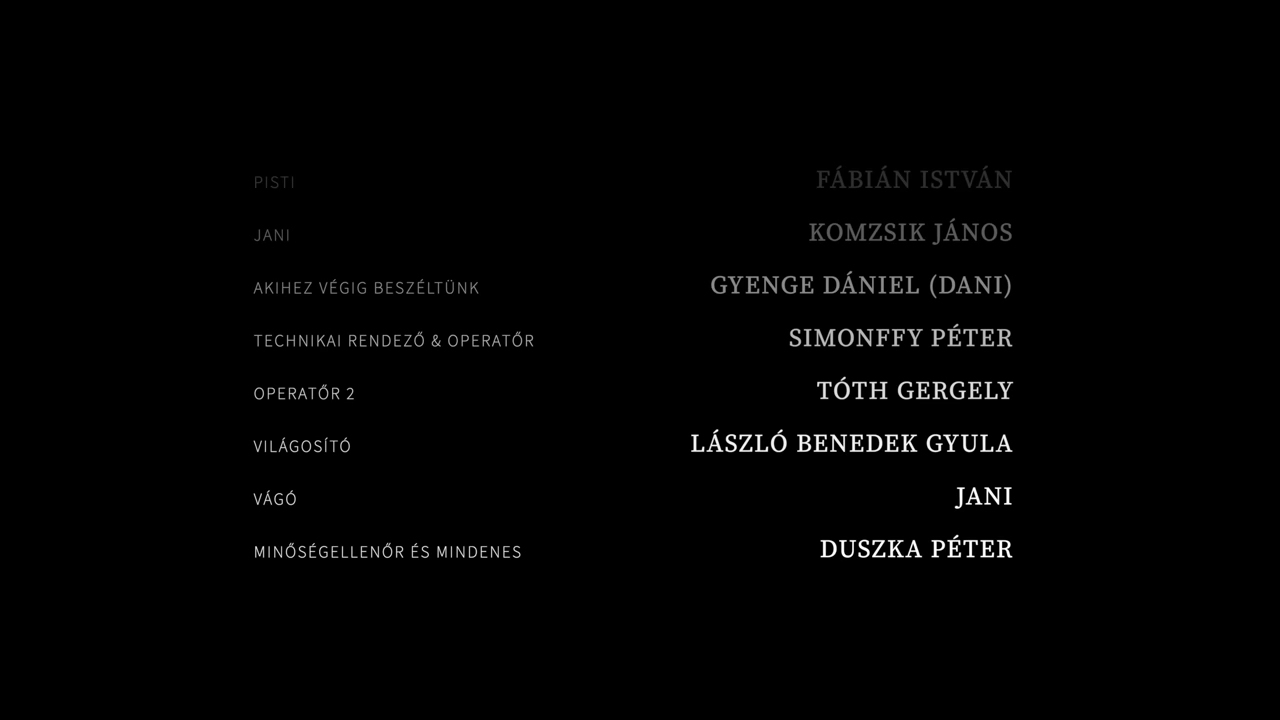 PISTI FÁBIÁN ISTVÁN
JANI KOMZSIK JÁNOS
AKIHEZ VÉGIG BESZÉLTÜNK GYENGE DÁNIEL (DANI)
TECHNIKAI RENDEZŐ & OPERATŐR SIMONFFY PÉTER
OPERATŐR 2 TÓTH GERGELY
VILÁGOSÍTÓ LÁSZLÓ BENEDEK GYULA
VÁGÓ JANI
MINŐSÉGELLENŐR ÉS MINDENES DUSZKA PÉTER